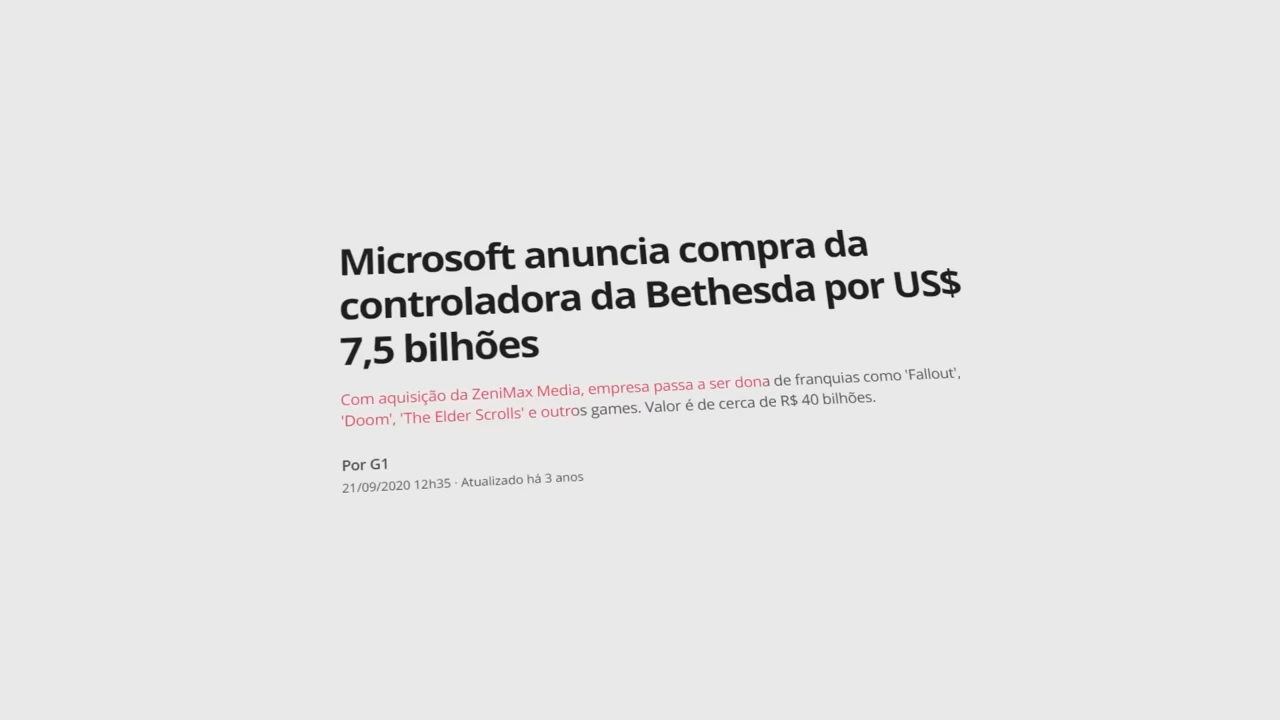 Microsoft anuncia compra da
controladora da Bethesda por US$
7,5 bilhões
Com aquisição da ZeniMax Media, empresa passa a ser dona de franquias como 'Fallout',
'Doom', 'The Elder Scrolls' e outros games. Valor é de cerca de R$ 40 bilhões.
Por G1
21/09/2020 12h35 · Atualizado há 3 anos